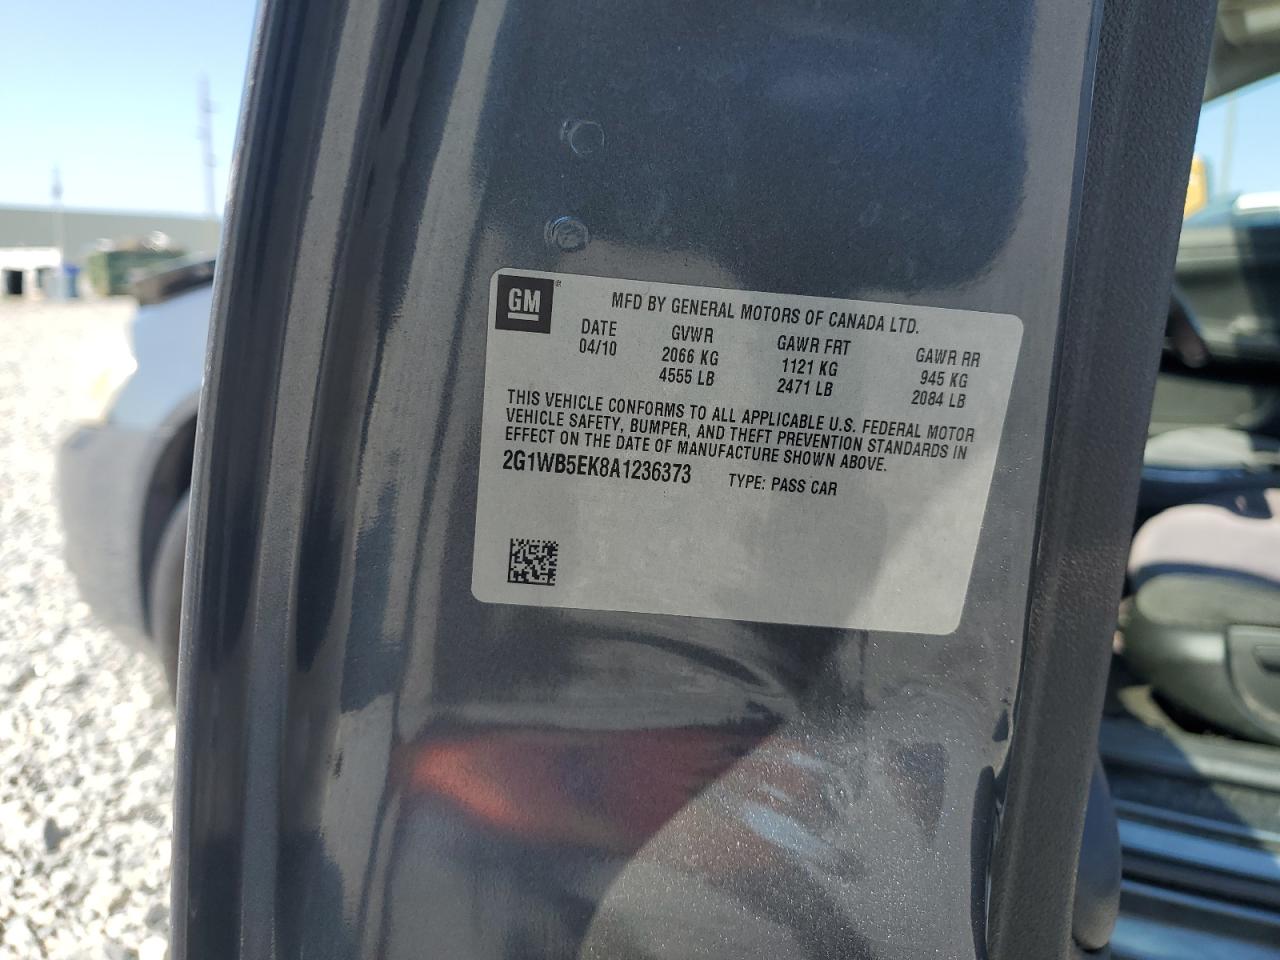 GM
MFD BY GENERAL MOTORS OF CANADA LTD.
DATE GVWR GAWR FRT GAWR RR
04/10 2066 KG 1121 KG 945 KG
4555 LB 2471 LB 2084 LB
THIS VEHICLE CONFORMS TO ALL APPLICABLE U.S. FEDERAL MOTOR
VEHICLE SAFETY, BUMPER, AND THEFT PREVENTION STANDARDS IN
EFFECT ON THE DATE OF MANUFACTURE SHOWN ABOVE.
2G1WB5EK8A1236373 TYPE: PASS CAR